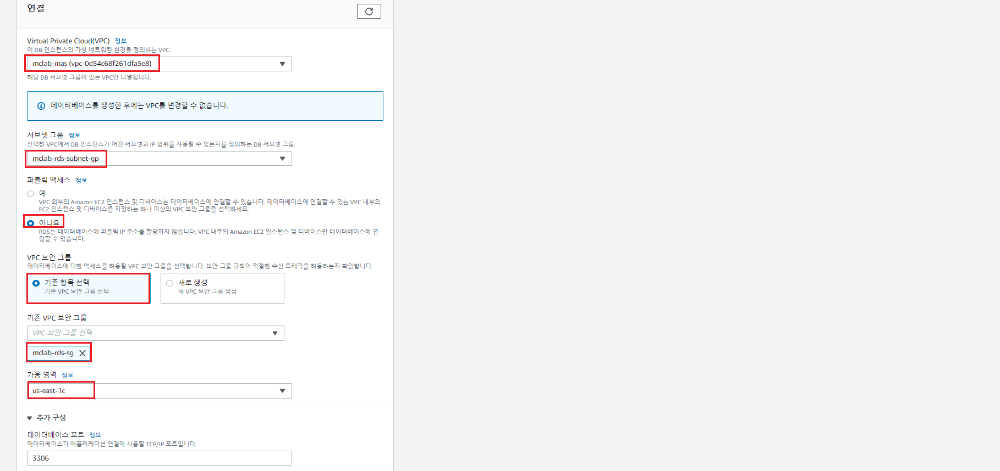 연결
Virtual Private Cloud(VPC) 정보
이 DB 인스턴스의 가상 네트워킹 환경을 정의하는 VPC.
mclab-mas (vpc-0d54c68f261dfa5e8)
해당 DB 서브넷 그룹이 있는 VPC만 나열됩니다.
데이터베이스를 생성한 후에는 VPC를 변경할 수 없습니다.
서브넷 그룹 정보
선택한 VPC에서 DB 인스턴스가 어떤 서브넷과 IP 범위를 사용할 수 있는지를 정의하는 DB 서브넷 그룹.
mclab-rds-subnet-gp
퍼블릭 액세스 정보
예
VPC 외부의 Amazon EC2 인스턴스 및 디바이스는 데이터베이스에 연결할 수 있습니다. 데이터베이스에 연결할 수 있는 VPC 내부의
EC2 인스턴스 및 디바이스를 지정하는 하나 이상의 VPC 보안 그룹을 선택하세요.
아니요
RDS는 데이터베이스에 퍼블릭 IP 주소를 할당하지 않습니다. VPC 내부의 Amazon EC2 인스턴스 및 디바이스만 데이터베이스에 연
결할 수 있습니다.
VPC 보안 그룹
데이터베이스에 대한 액세스를 허용할 VPC 보안 그룹을 선택합니다. 보안 그룹 규칙이 적절한 수신 트래픽을 허용하는지 확인합니다.
기존 항목 선택
기존 VPC 보안 그룹 선택
새로 생성
새 VPC 보안 그룹 생성
기존 VPC 보안 그룹
VPC 보안 그룹 선택
mclab-rds-sg
가용 영역 정보
us-east-1c
추가 구성
데이터베이스 포트 정보
데이터베이스가 애플리케이션 연결에 사용할 TCP/IP 포트입니다.
3306